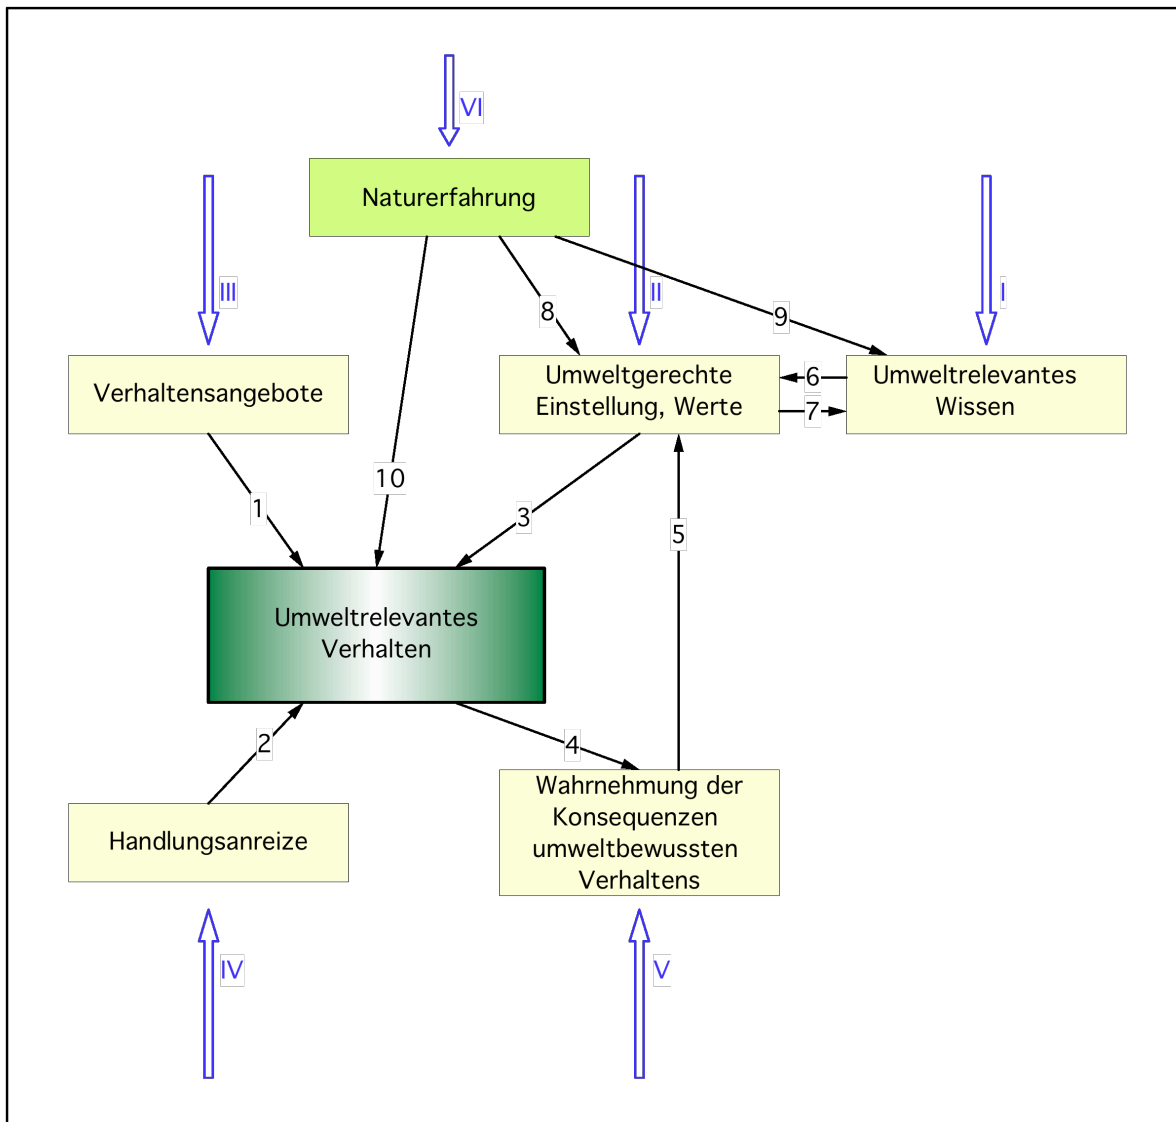 VI
Naturerfahrung
III
II
I
8
9
Verhaltensangebote
Umweltgerechte
Einstellung, Werte
6
7
Umweltrelevantes
Wissen
10
1
3
5
Umweltrelevantes
Verhalten
2
4
Handlungsanreize
Wahrnehmung der
Konsequenzen
umweltbewussten
Verhaltens
IV
V